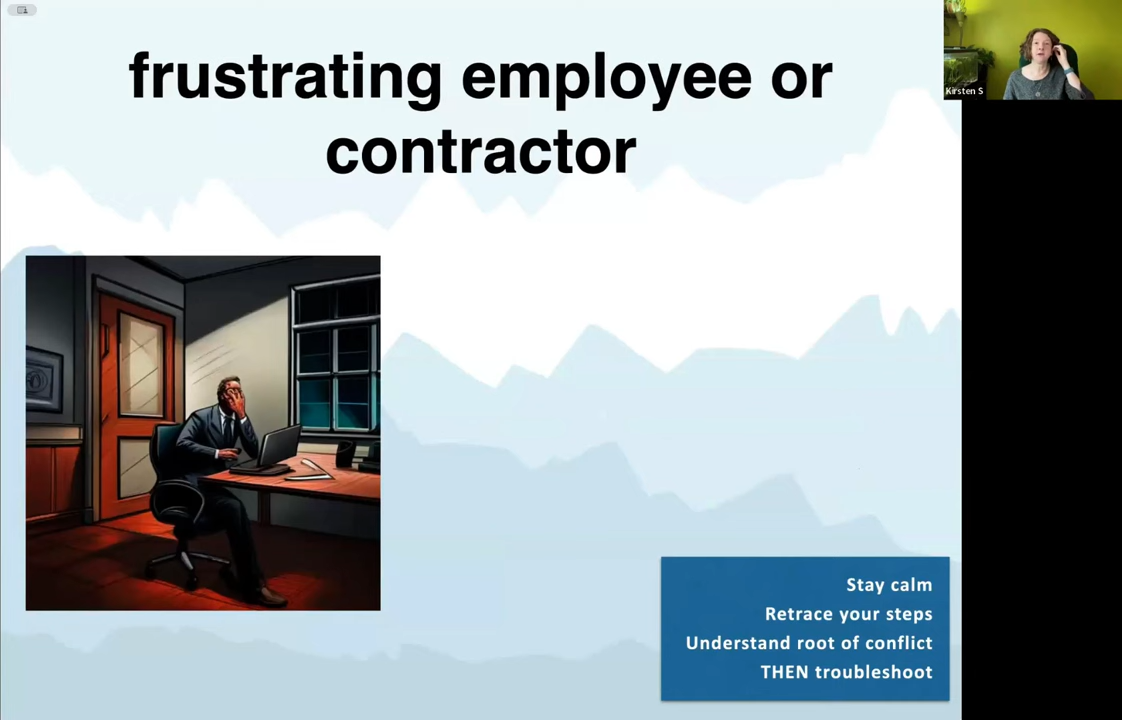 frustrating employee or
contractor
Kirsten S
Stay calm
Retrace your steps
Understand root of conflict
THEN troubleshoot